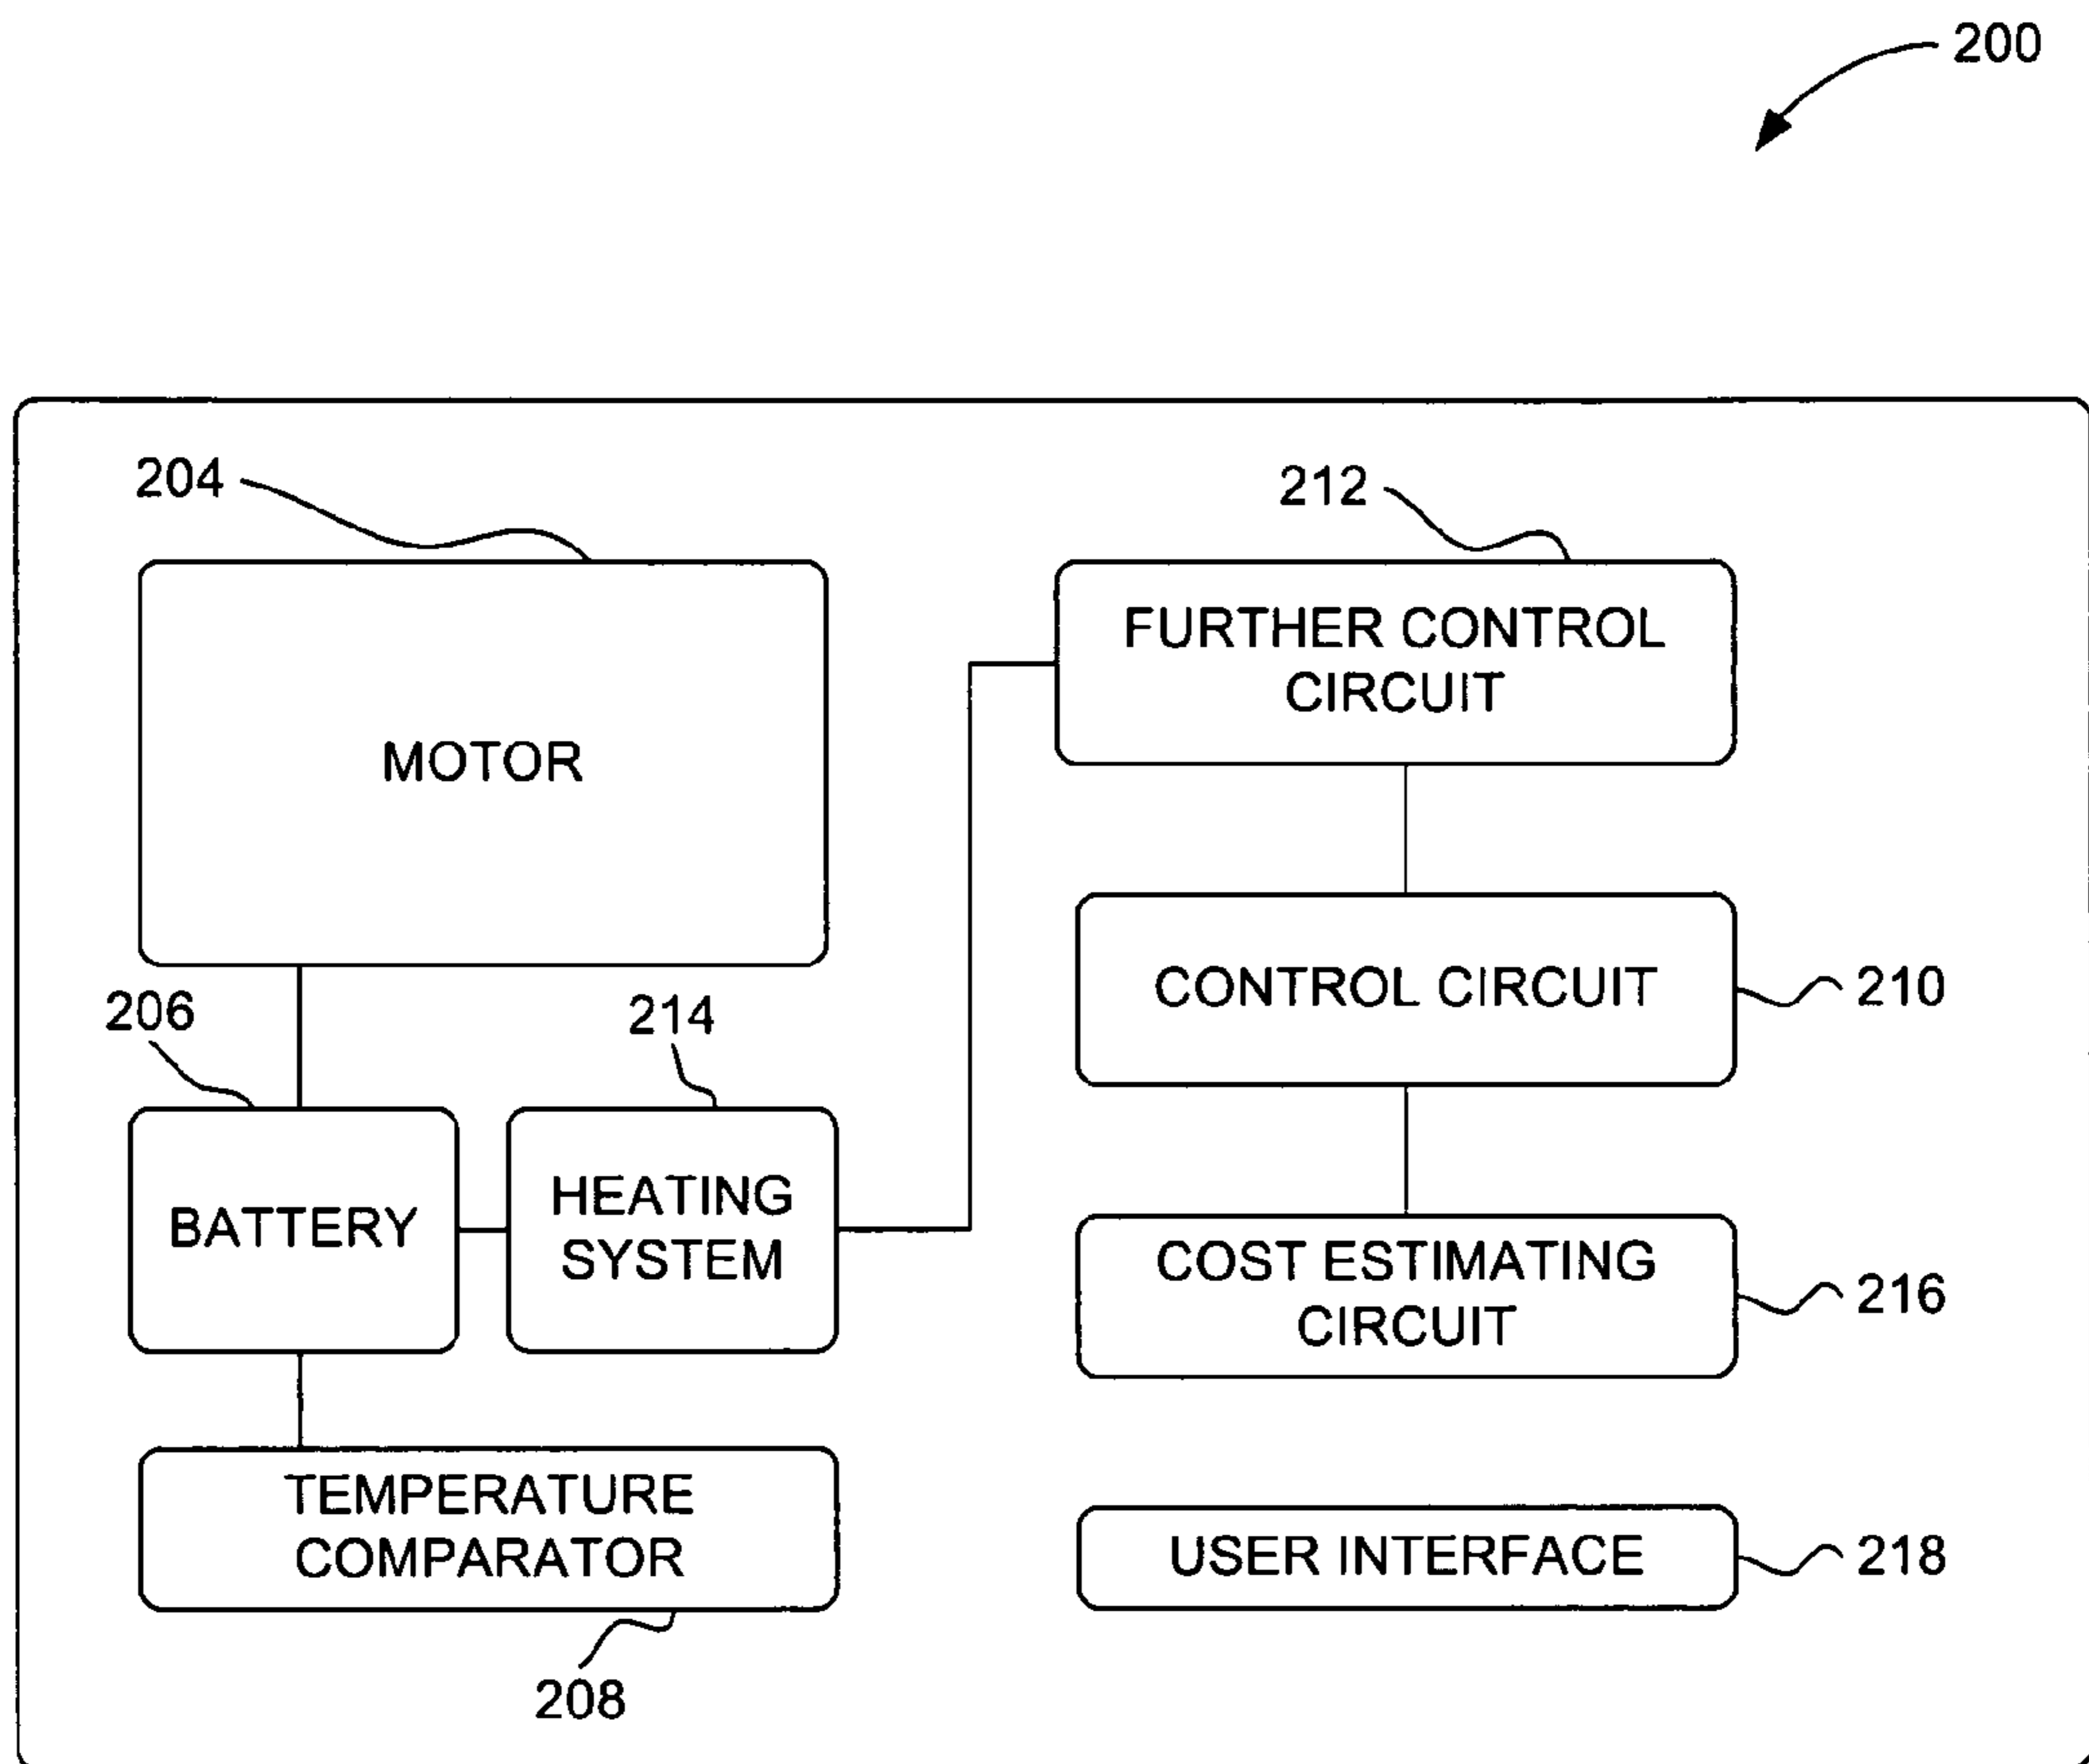 200
204
212
MOTOR
FURTHER CONTROL
CIRCUIT
206
214
CONTROL CIRCUIT
210
BATTERY
HEATING
SYSTEM
COST ESTIMATING
CIRCUIT
216
TEMPERATURE
COMPARATOR
USER INTERFACE
218
208